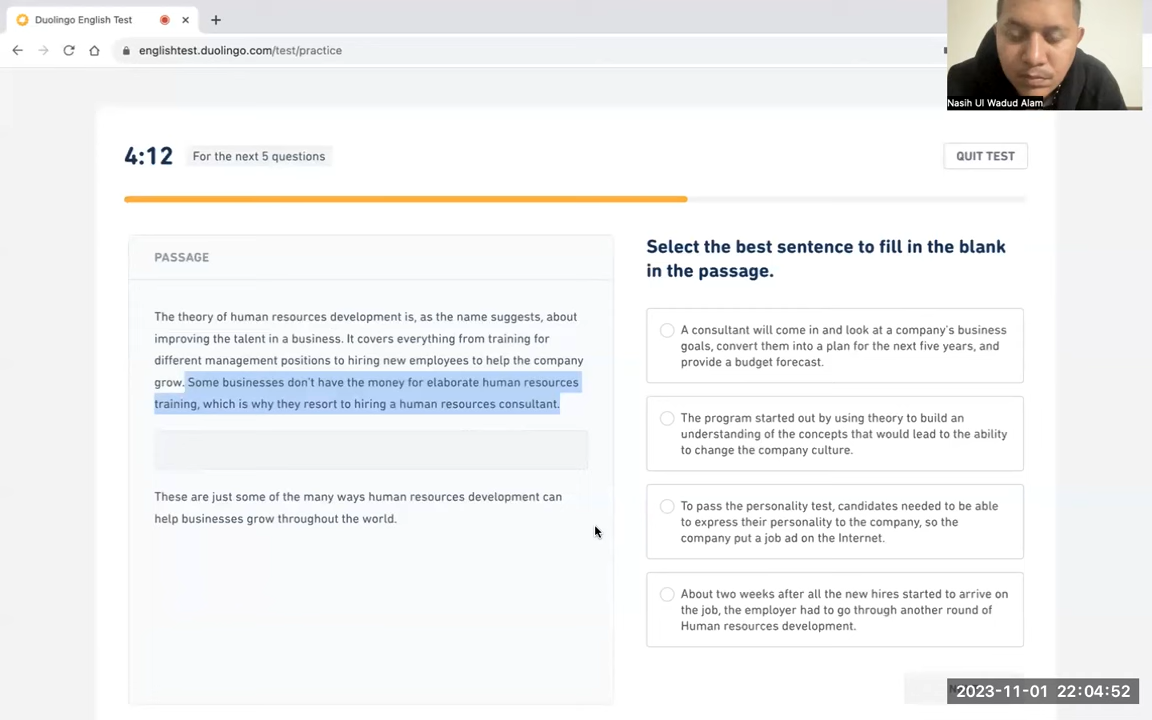 Duolingo English Test
englishtest.duolingo.com/test/practice
Nasih Ul Wadud Alam
4:12
For the next 5 questions
QUIT TEST
PASSAGE
The theory of human resources development is, as the name suggests, about
improving the talent in a business. It covers everything from training for
different management positions to hiring new employees to help the company
grow. Some businesses don't have the money for elaborate human resources
training, which is why they resort to hiring a human resources consultant.
These are just some of the many ways human resources development can
help businesses grow throughout the world.
Select the best sentence to fill in the blank
in the passage.
A consultant will come in and look at a company's business
goals, convert them into a plan for the next five years, and
provide a budget forecast.
The program started out by using theory to build an
understanding of the concepts that would lead to the ability
to change the company culture.
To pass the personality test, candidates needed to be able
to express their personality to the company, so the
company put a job ad on the Internet.
About two weeks after all the new hires started to arrive on
the job, the employer had to go through another round of
Human resources development.
2023-11-01 22:04:52